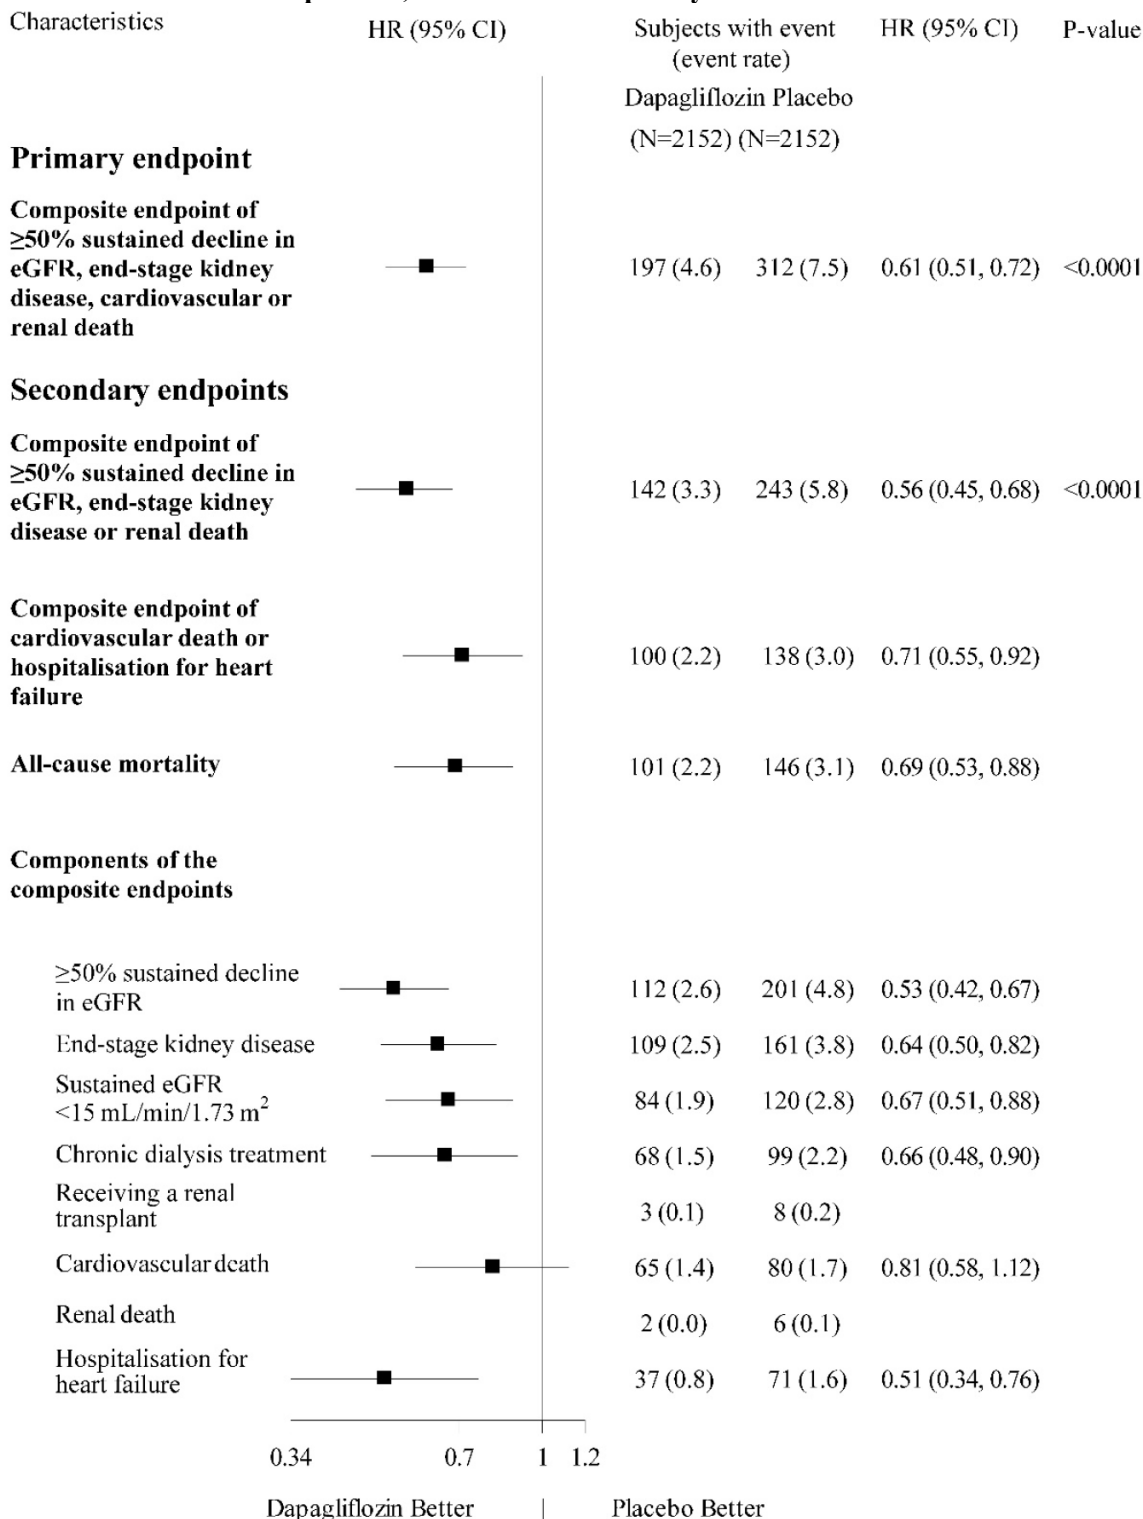 Characteristics HR (95% CI) Subjects with event HR (95% CI) P-value
(event rate)
Dapagliflozin Placebo
(N=2152) (N=2152)
Primary endpoint
Composite endpoint of
≥50% sustained decline in
eGFR, end-stage kidney 197 (4.6) 312 (7.5) 0.61 (0.51, 0.72) <0.0001
disease, cardiovascular or
renal death
Secondary endpoints
Composite endpoint of
≥50% sustained decline in
eGFR, end-stage kidney 142 (3.3) 243 (5.8) 0.56 (0.45, 0.68) <0.0001
disease or renal death
Composite endpoint of
cardiovascular death or
hospitalisation for heart 100 (2.2) 138 (3.0) 0.71 (0.55, 0.92)
failure
All-cause mortality 101 (2.2) 146 (3.1) 0.69 (0.53, 0.88)
Components of the
composite endpoints
≥50% sustained decline
in eGFR 112 (2.6) 201 (4.8) 0.53 (0.42, 0.67)
End-stage kidney disease 109 (2.5) 161 (3.8) 0.64 (0.50, 0.82)
Sustained eGFR
<15 mL/min/1.73 m² 84 (1.9) 120 (2.8) 0.67 (0.51, 0.88)
Chronic dialysis treatment 68 (1.5) 99 (2.2) 0.66 (0.48, 0.90)
Receiving a renal
transplant 3 (0.1) 8 (0.2)
Cardiovascular death 65 (1.4) 80 (1.7) 0.81 (0.58, 1.12)
Renal death 2 (0.0) 6 (0.1)
Hospitalisation for
heart failure 37 (0.8) 71 (1.6) 0.51 (0.34, 0.76)
0.34 0.7 1 1.2
Dapagliflozin Better Placebo Better